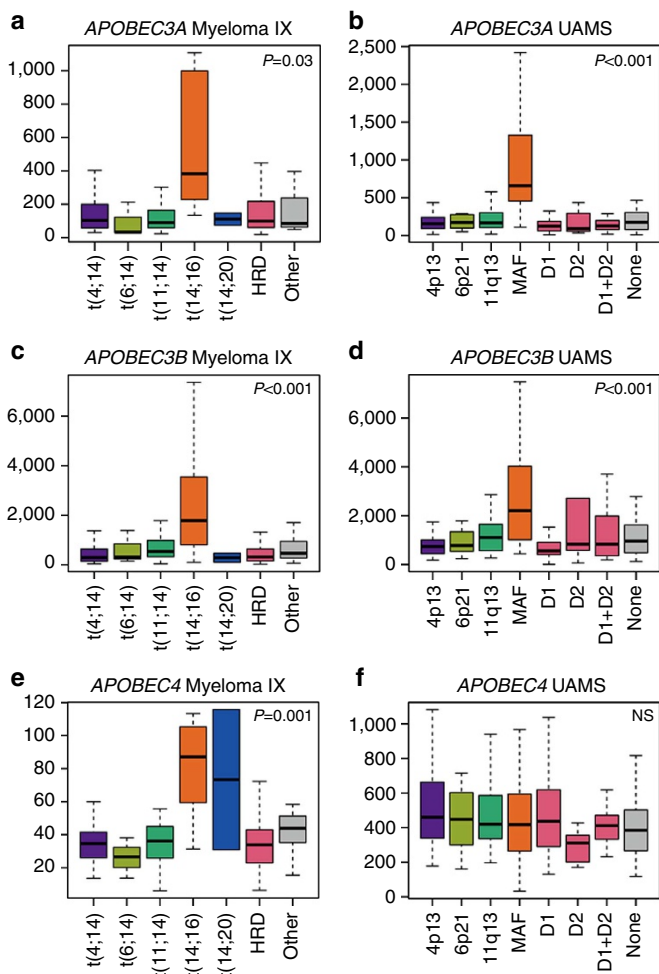 a APOBEC3A Myeloma IX
P=0.03
1,000
800
600
400
200
0
t(4;14) t(6;14) t(11;14) t(14;16) t(14;20) HRD Other
b APOBEC3A UAMS
P<0.001
2,500
2,000
1,500
1,000
500
0
4p13 6p21 11q13 MAF D1 D2 D1+D2 None
c APOBEC3B Myeloma IX
P<0.001
6,000
4,000
2,000
0
t(4;14) t(6;14) t(11;14) t(14;16) t(14;20) HRD Other
d APOBEC3B UAMS
P<0.001
6,000
4,000
2,000
0
4p13 6p21 11q13 MAF D1 D2 D1+D2 None
e APOBEC4 Myeloma IX
P=0.001
120
100
80
60
40
20
t(4;14) t(6;14) t(11;14) t(14;16) t(14;20) HRD Other
f APOBEC4 UAMS
NS
1,000
800
600
400
200
0
4p13 6p21 11q13 MAF D1 D2 D1+D2 None